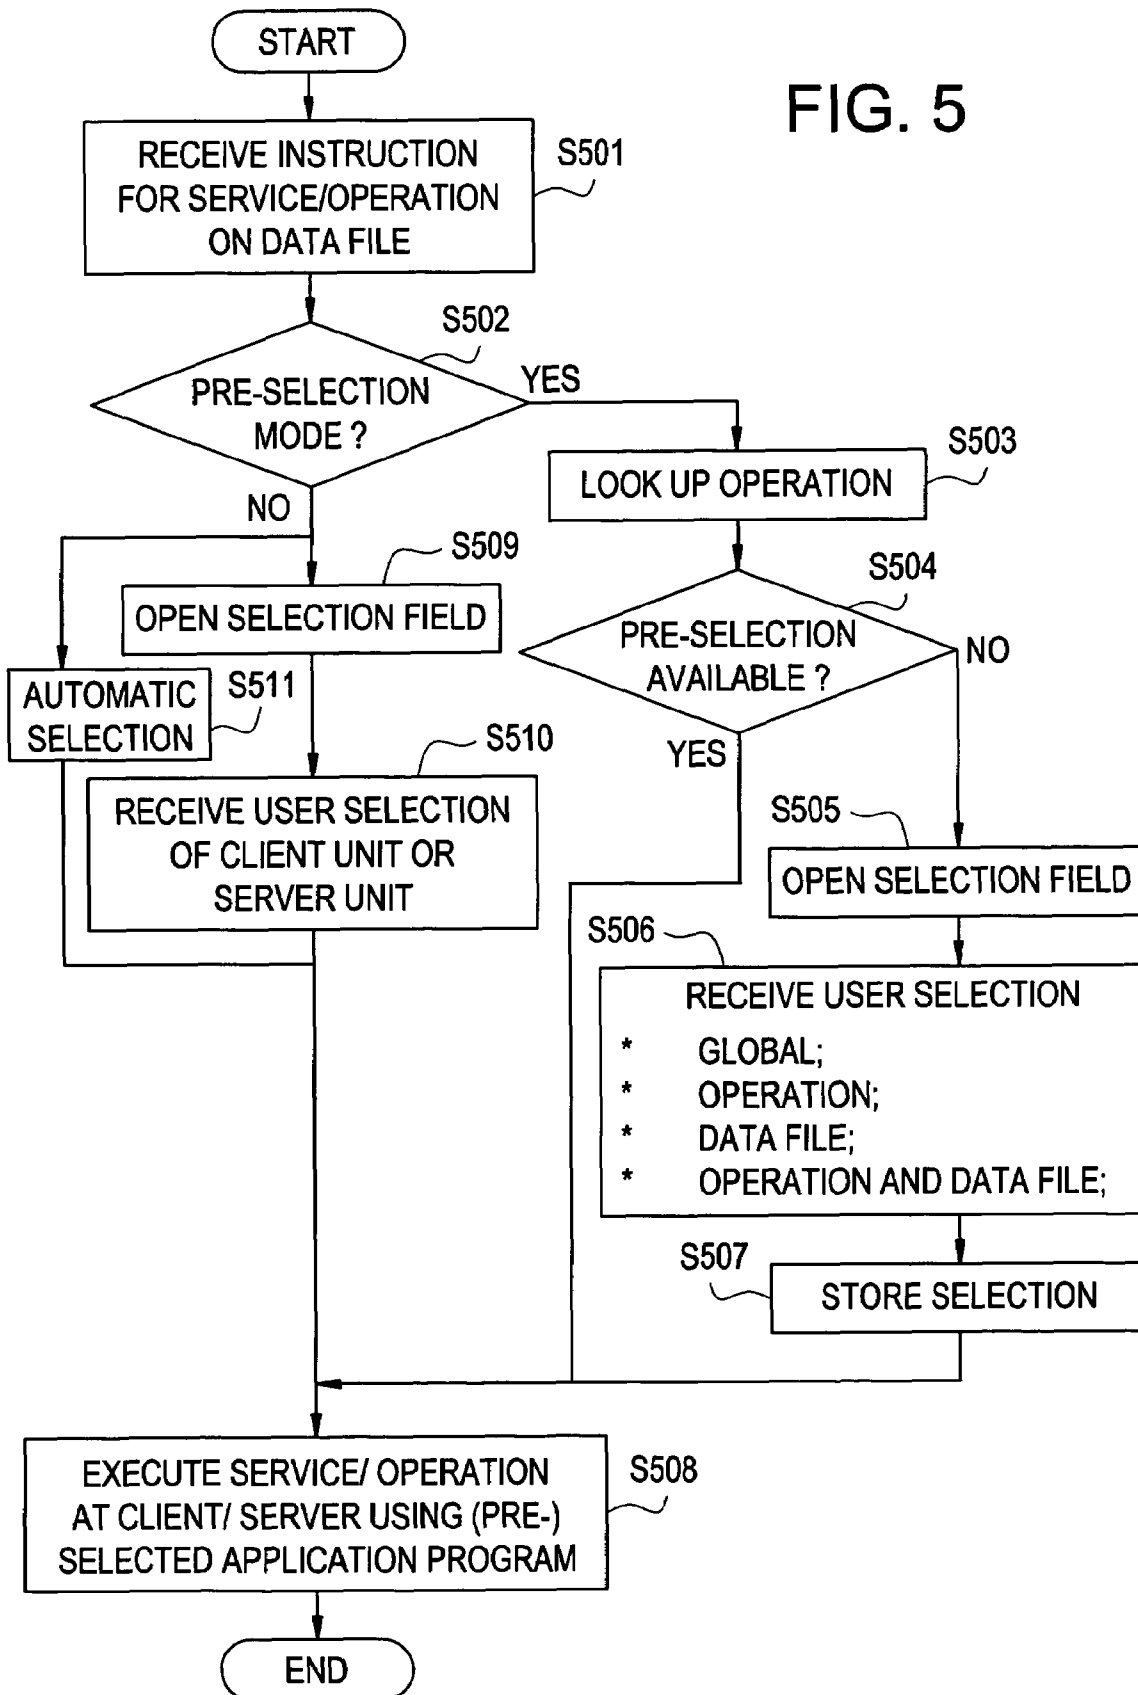 START
FIG. 5
RECEIVE INSTRUCTION
FOR SERVICE/OPERATION
ON DATA FILE
S501
S502
PRE-SELECTION
MODE ?
YES
NO
S503
LOOK UP OPERATION
S509
OPEN SELECTION FIELD
S504
PRE-SELECTION
AVAILABLE ?
NO
YES
AUTOMATIC
SELECTION
S511
S510
RECEIVE USER SELECTION
OF CLIENT UNIT OR
SERVER UNIT
S505
OPEN SELECTION FIELD
S506
RECEIVE USER SELECTION
* GLOBAL;
* OPERATION;
* DATA FILE;
* OPERATION AND DATA FILE;
S507
STORE SELECTION
EXECUTE SERVICE/ OPERATION
AT CLIENT/ SERVER USING (PRE-)
SELECTED APPLICATION PROGRAM
S508
END